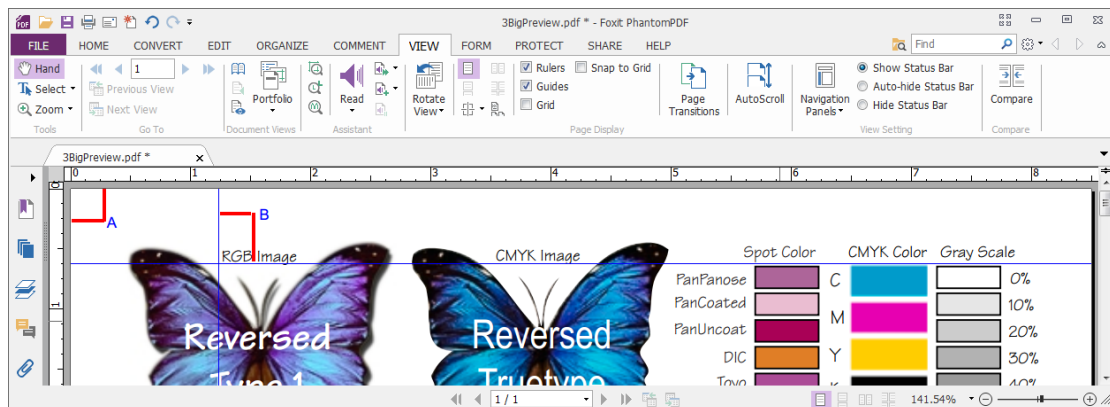 3BigPreview.pdf * - Foxit PhantomPDF
FILE HOME CONVERT EDIT ORGANIZE COMMENT VIEW FORM PROTECT SHARE HELP Find
Hand 1 Rulers Snap to Grid Show Status Bar
Select Previous View Guides Auto-hide Status Bar
Zoom Next View Grid Hide Status Bar
Portfolio Read Rotate View Page Transitions AutoScroll Navigation Panels Compare
Tools Go To Document Views Assistant Page Display View Setting Compare
3BigPreview.pdf * x
0 1 2 3 4 5 6 7 8
0
A B
RGB Image CMYK Image Spot Color CMYK Color Gray Scale
PanPanose C 0%
PanCoated 10%
1
M
PanUncoat 20%
Reversed Reversed
DIC Y 30%
Type 1 Truetype Toyo K 40%
1 / 1 141.54%